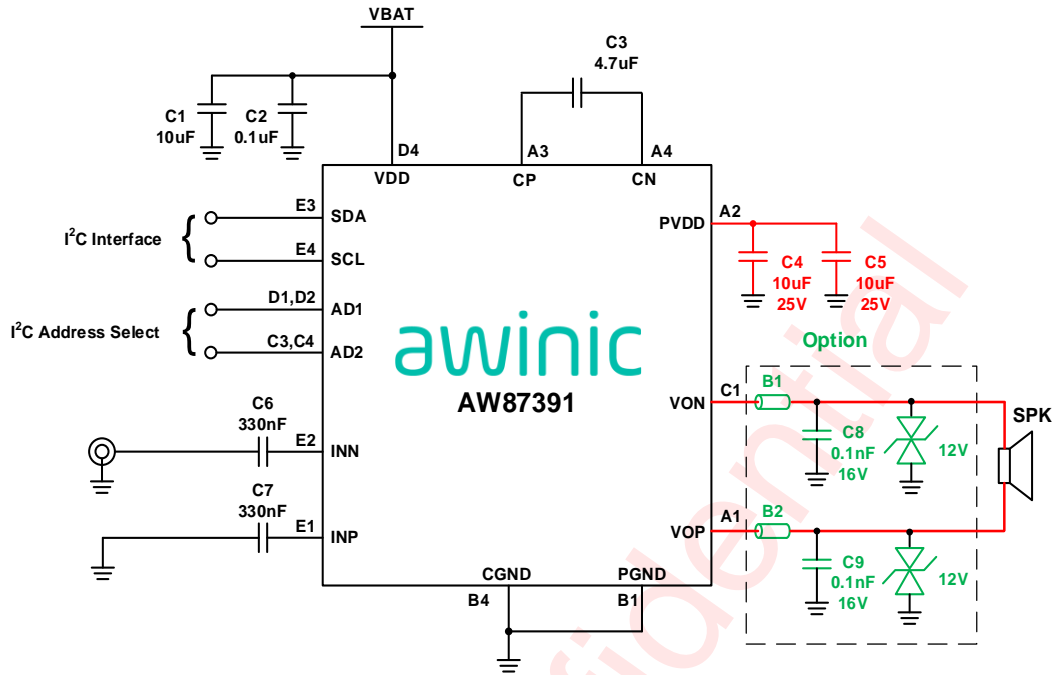 VBAT
C3
4.7uF
C1
10uF
C2
0.1uF
D4
A3
A4
VDD
CP
CN
I²C Interface
{
E3
SDA
E4
SCL
PVDD
A2
C4
10uF
25V
C5
10uF
25V
I²C Address Select
{
D1,D2
AD1
C3,C4
AD2
awinic
AW87391
Option
VON
C1
B1
C8
0.1nF
16V
12V
SPK
C6
330nF
E2
INN
C7
330nF
E1
INP
VOP
A1
B2
C9
0.1nF
16V
12V
CGND
PGND
B4
B1